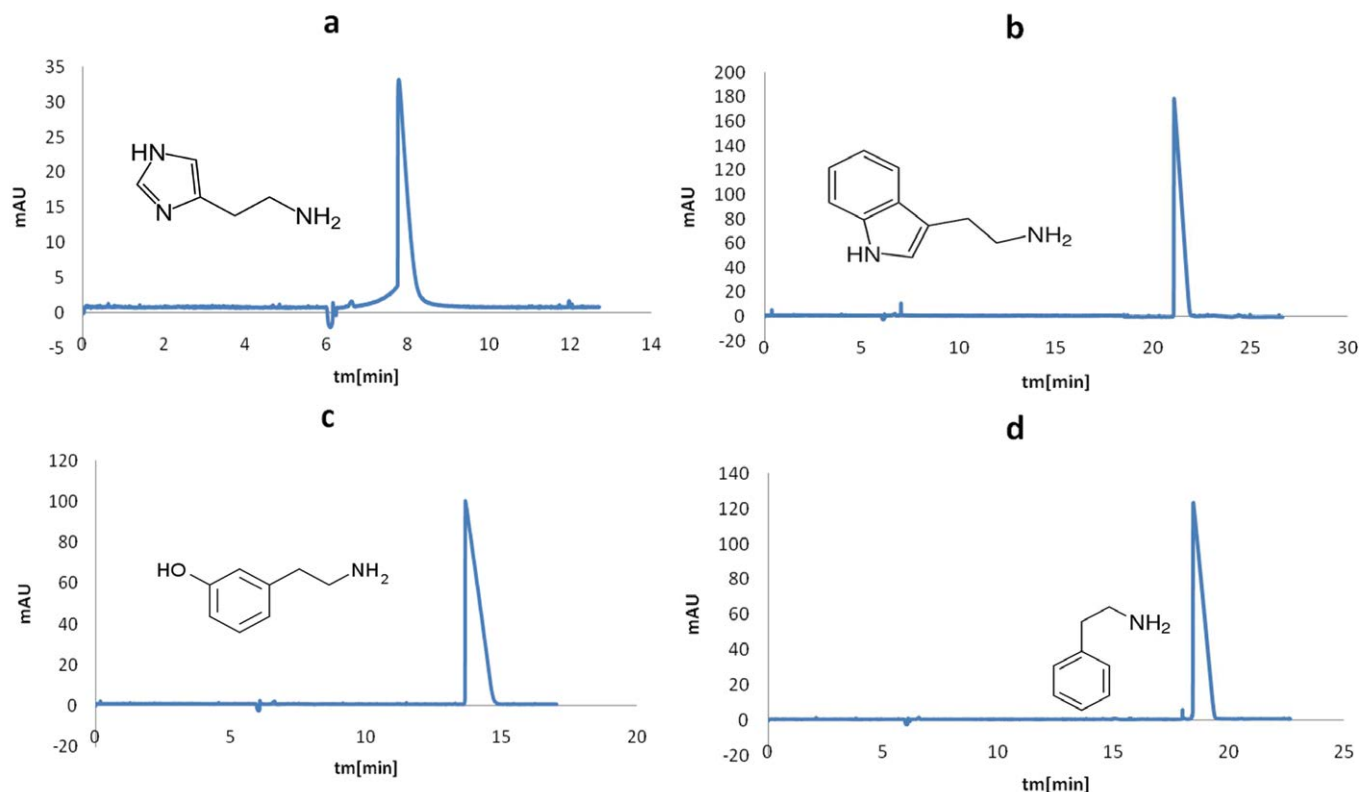 a
mAU
35
30
25
20
15
10
5
0
-5
0 2 4 6 8 10 12 14
tm[min]
HN
N
NH2
b
mAU
200
180
160
140
120
100
80
60
40
20
0
-20
0 5 10 15 20 25 30
tm[min]
HN
NH2
c
mAU
120
100
80
60
40
20
0
-20
0 5 10 15 20
tm[min]
HO
NH2
d
mAU
140
120
100
80
60
40
20
0
-20
0 5 10 15 20 25
tm[min]
NH2